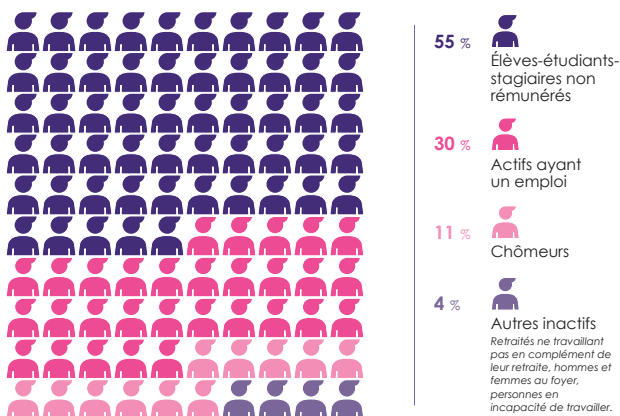 55 %
Élèves-étudiants-
stagiaires non
rémunérés
30 %
Actifs ayant
un emploi
11 %
Chômeurs
4 %
Autres inactifs
Retraités ne travaillant
pas en complément de
leur retraite, hommes et
femmes au foyer,
personnes en
incapacité de travailler.